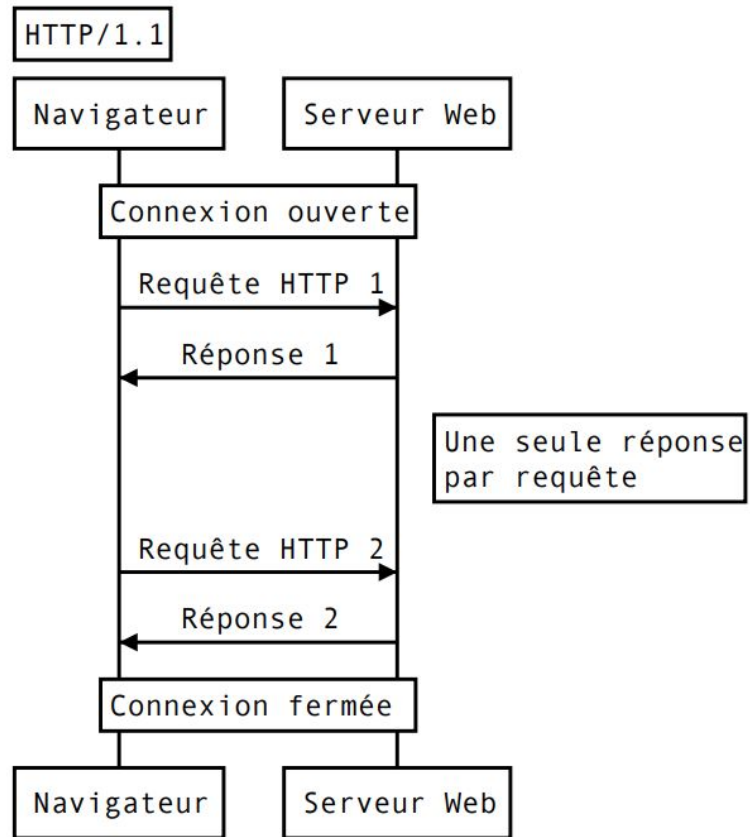 HTTP/1.1
Navigateur
Serveur Web
Connexion ouverte
Requête HTTP 1
Réponse 1
Une seule réponse
par requête
Requête HTTP 2
Réponse 2
Connexion fermée
Navigateur
Serveur Web